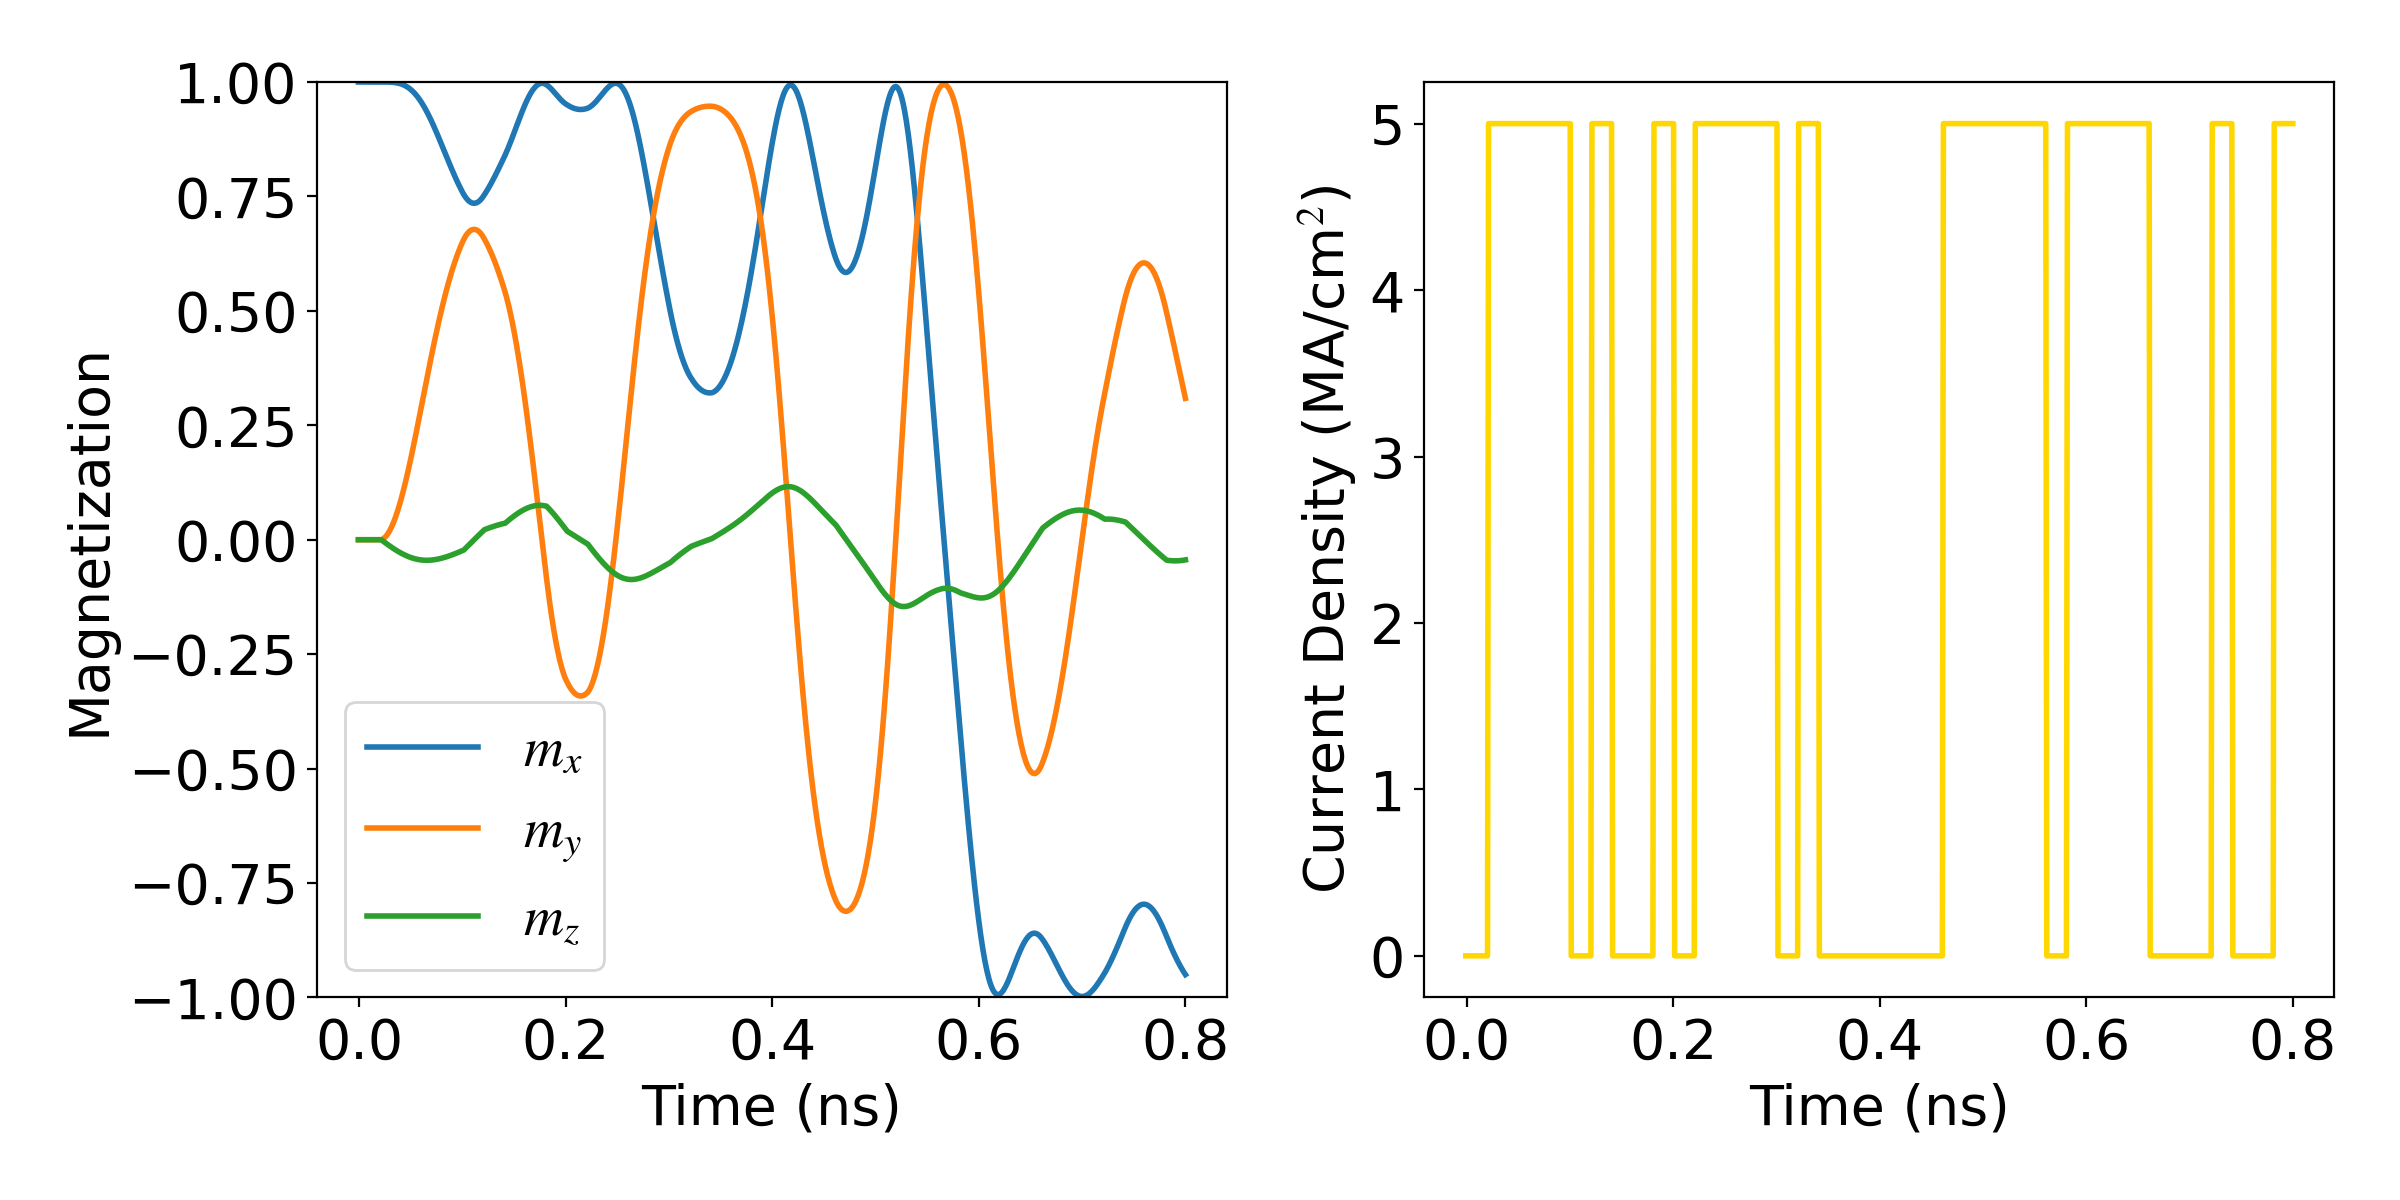 1.00
0.75
0.50
0.25
0.00
−0.25
−0.50
−0.75
−1.00
Magnetization
m_x
m_y
m_z
0.0 0.2 0.4 0.6 0.8
Time (ns)
5
4
3
2
1
0
Current Density (MA/cm²)
0.0 0.2 0.4 0.6 0.8
Time (ns)